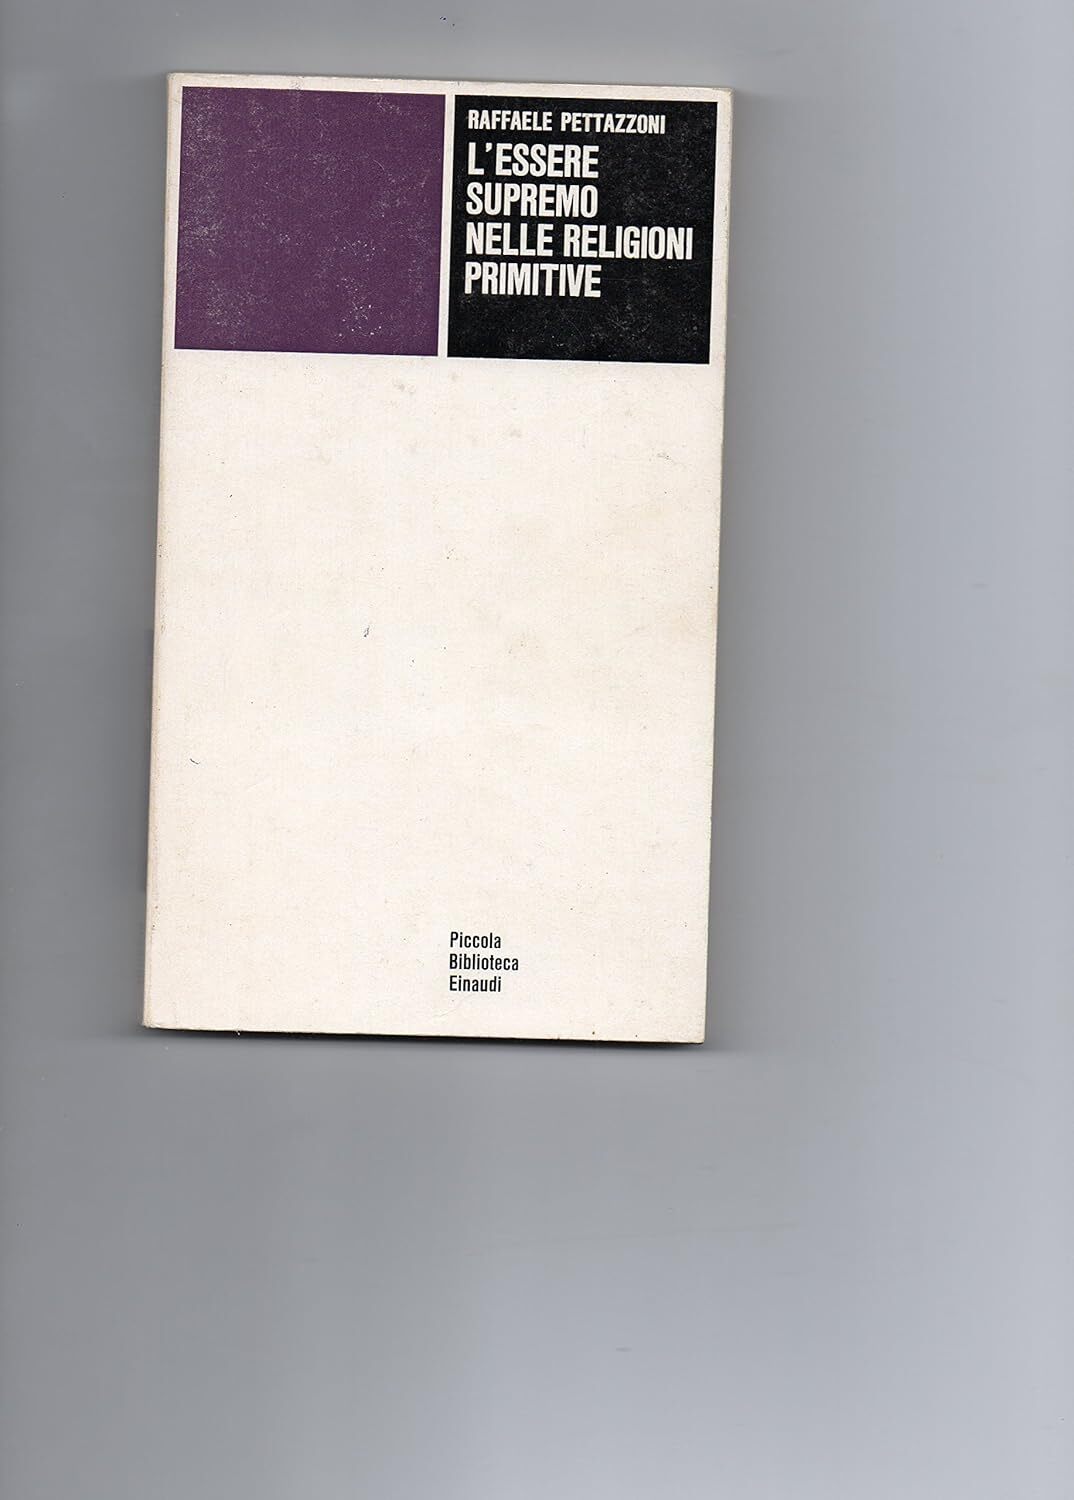 RAFFAELE PETTAZZONI
L'ESSERE
SUPREMO
NELLE RELIGIONI
PRIMITIVE
Piccola
Biblioteca
Einaudi